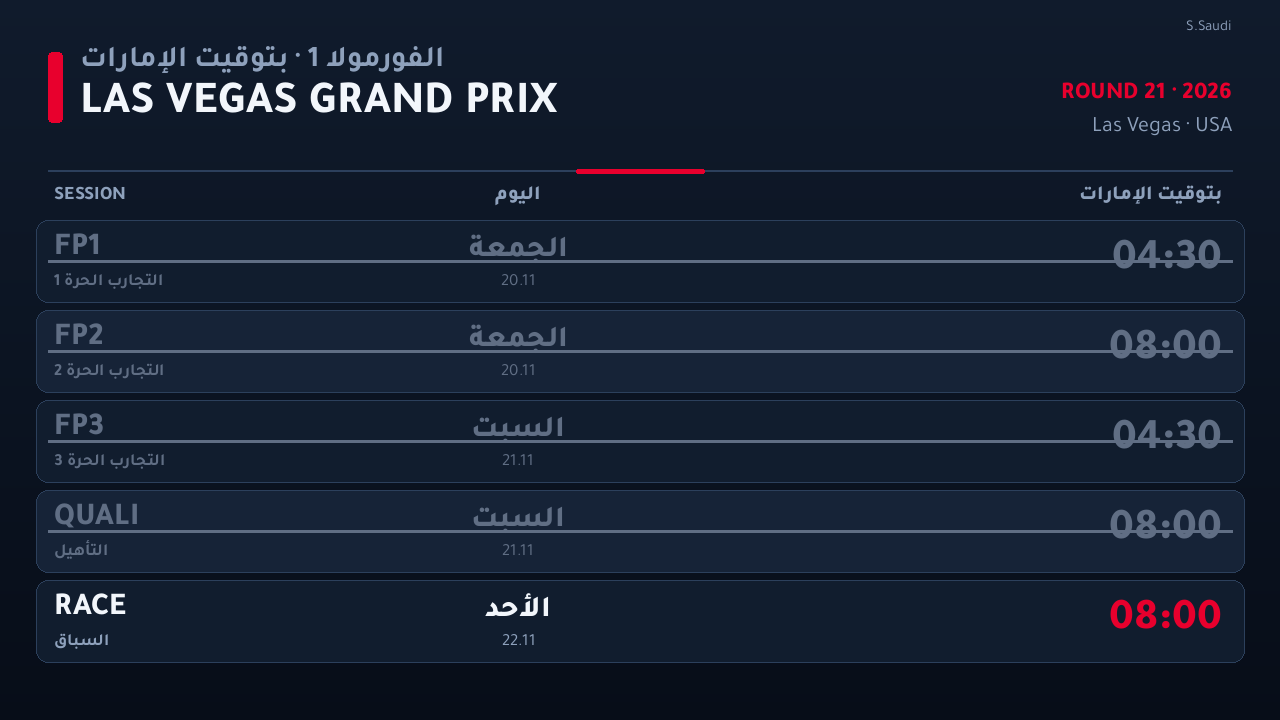 S.Saudi
الفورمولا 1 · بتوقيت الإمارات
LAS VEGAS GRAND PRIX
ROUND 21 · 2026
Las Vegas · USA
SESSION
اليوم
بتوقيت الإمارات
FP1
الجمعة
04:30
التجارب الحرة 1
20.11
FP2
الجمعة
08:00
التجارب الحرة 2
20.11
FP3
السبت
04:30
التجارب الحرة 3
21.11
QUALI
السبت
08:00
التأهيل
21.11
RACE
الأحد
08:00
السباق
22.11